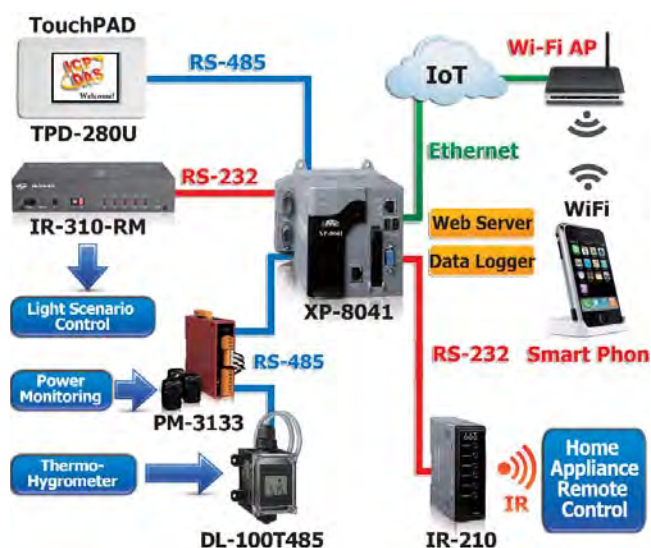 TouchPAD
ICP
DAS
Welcome!
TPD-280U
RS-485
IoT
Wi-Fi AP
Ethernet
RS-232
IR-310-RM
XP-8041
XP-8041
Web Server
Data Logger
WiFi
Smart Phon
Light Scenario
Control
RS-485
RS-232
Power
Monitoring
PM-3133
Thermo-
Hygrometer
DL-100T485
IR-210
IR
Home
Appliance
Remote
Control